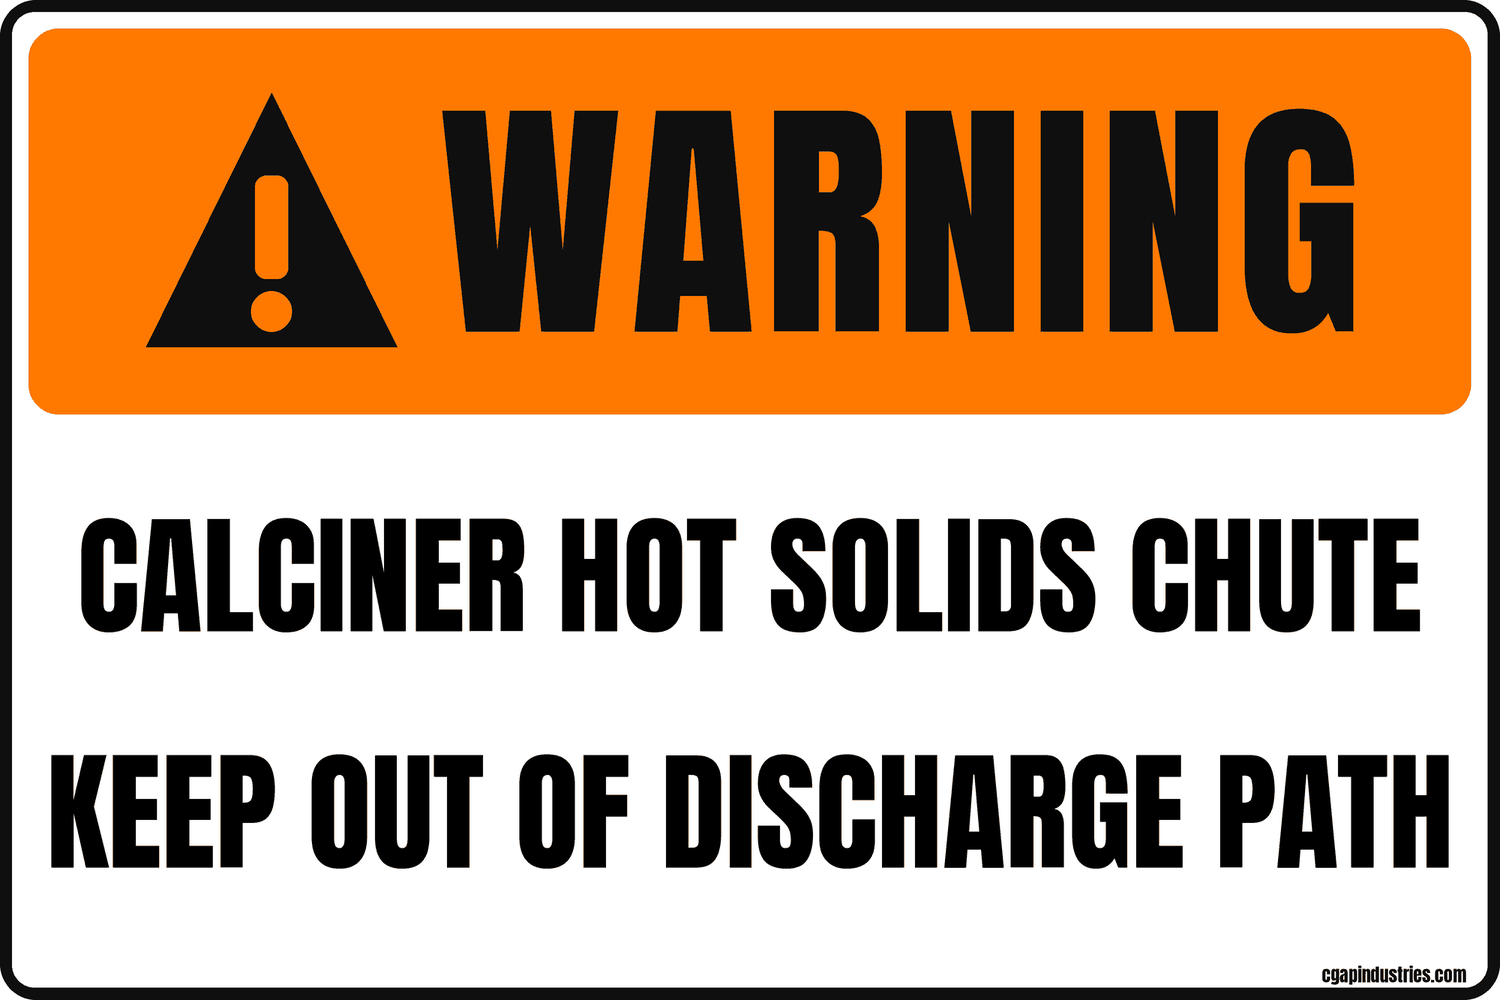 WARNING
CALCINER HOT SOLIDS CHUTE
KEEP OUT OF DISCHARGE PATH
cgapindustries.com